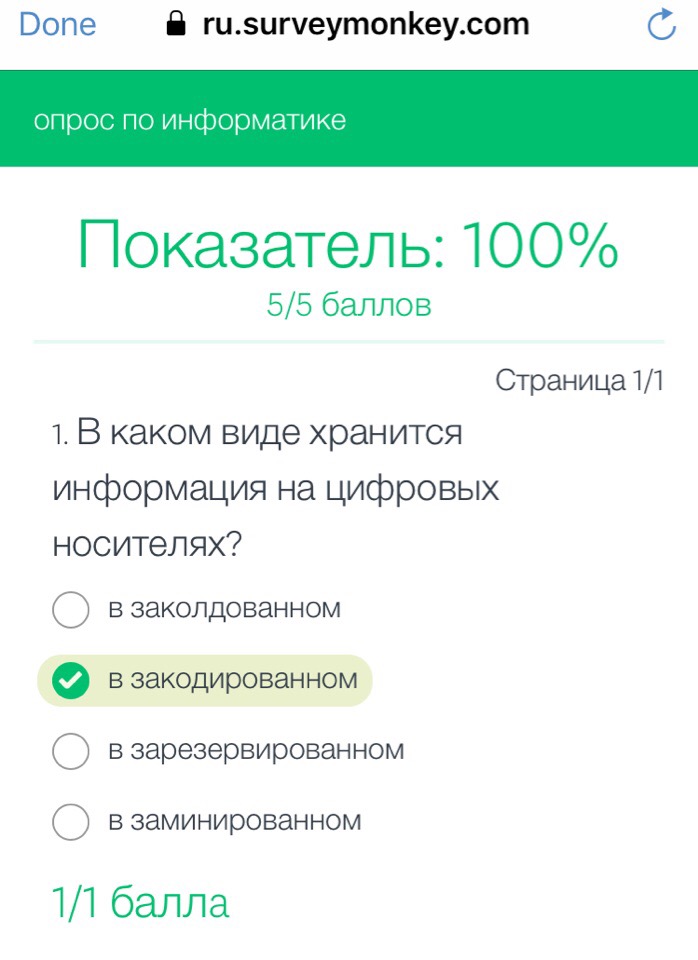 Done
ru.surveymonkey.com
опрос по информатике
Показатель: 100%
5/5 баллов
Страница 1/1
1. В каком виде хранится
информация на цифровых
носителях?
в заколдованном
в закодированном
в зарезервированном
в заминированном
1/1 балла